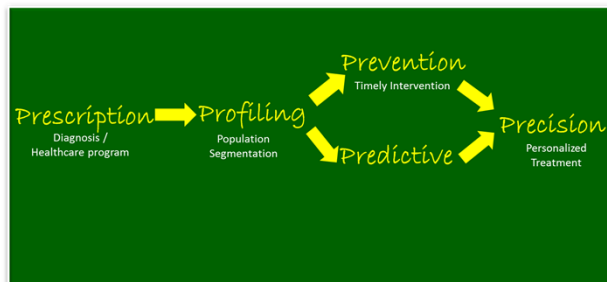 Prescription
Diagnosis /
Healthcare program
Profiling
Population
Segmentation
Prevention
Timely Intervention
Predictive
Precision
Personalized
Treatment